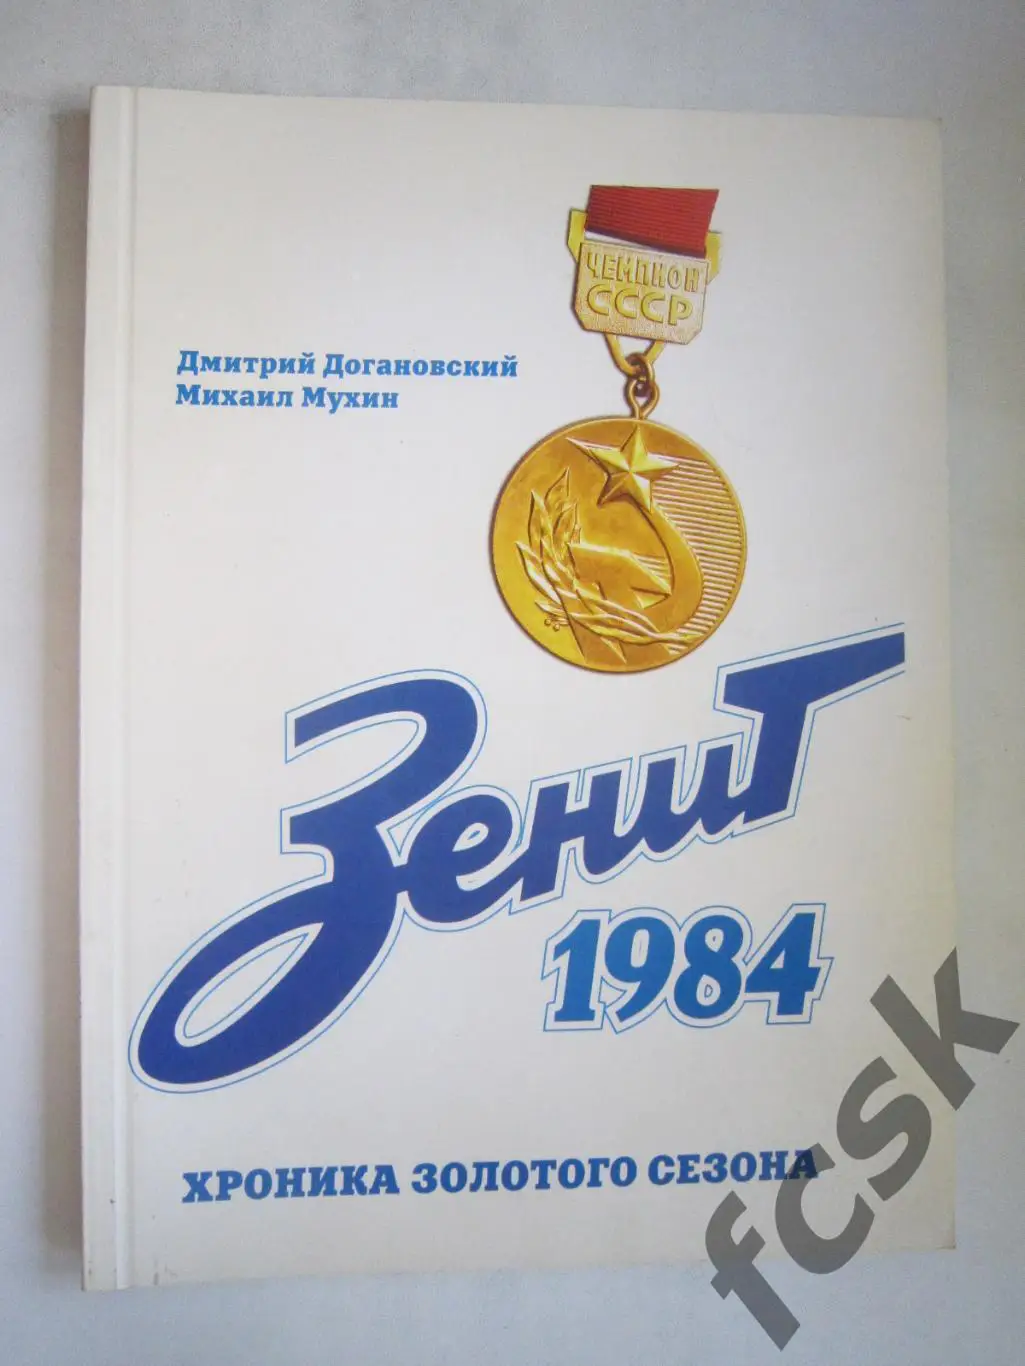 ЧЕМПИОН
СССР
Дмитрий Догановский
Михаил Мухин
Зенит
1984
ХРОНИКА ЗОЛОТОГО СЕЗОНА
fcsk